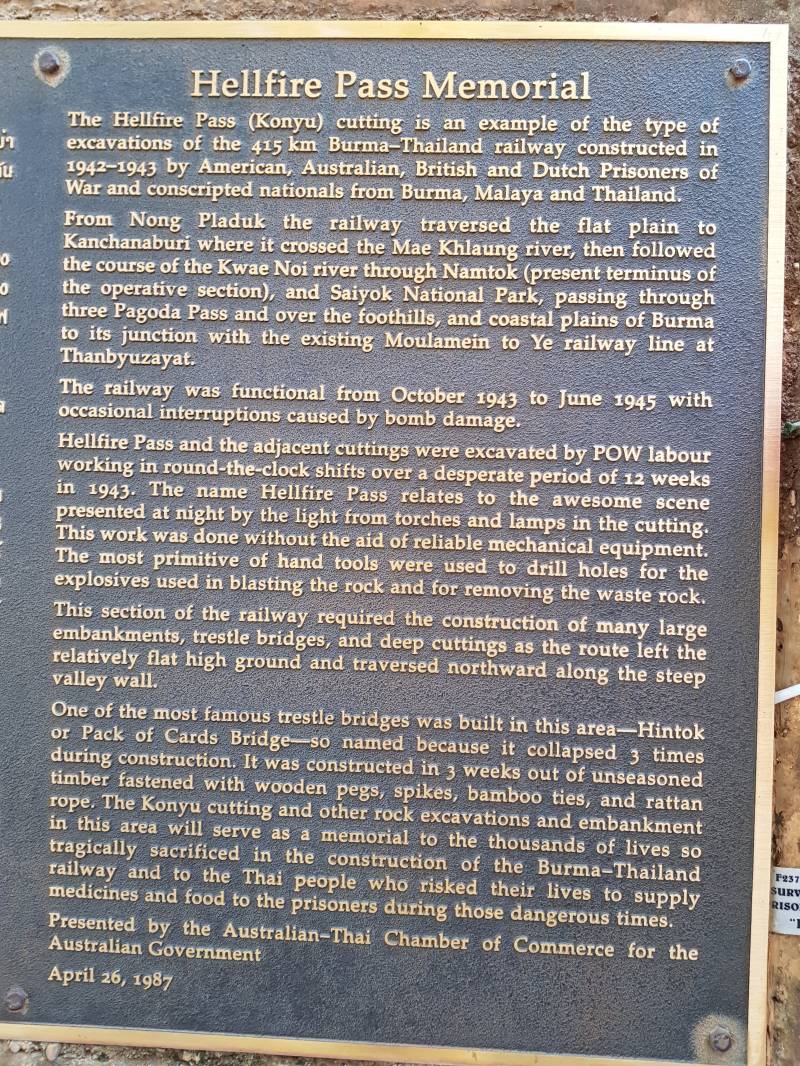 Hellfire Pass Memorial
The Hellfire Pass (Konyu) cutting is an example of the type of
excavations of the 415 km Burma–Thailand railway constructed in
1942–1943 by American, Australian, British and Dutch Prisoners of
War and conscripted nationals from Burma, Malaya and Thailand.
From Nong Pladuk the railway traversed the flat plain to
Kanchanaburi where it crossed the Mae Khlaung river, then followed
the course of the Kwae Noi river through Namtok (present terminus of
the operative section), and Saiyok National Park, passing through
three Pagoda Pass and over the foothills, and coastal plains of Burma
to its junction with the existing Moulamein to Ye railway line at
Thanbyuzayat.
The railway was functional from October 1943 to June 1945 with
occasional interruptions caused by bomb damage.
Hellfire Pass and the adjacent cuttings were excavated by POW labour
working in round-the-clock shifts over a desperate period of 12 weeks
in 1943. The name Hellfire Pass relates to the awesome scene
presented at night by the light from torches and lamps in the cutting.
This work was done without the aid of reliable mechanical equipment.
The most primitive of hand tools were used to drill holes for the
explosives used in blasting the rock and for removing the waste rock.
This section of the railway required the construction of many large
embankments, trestle bridges, and deep cuttings as the route left the
relatively flat high ground and traversed northward along the steep
valley wall.
One of the most famous trestle bridges was built in this area—Hintok
or Pack of Cards Bridge—so named because it collapsed 3 times
during construction. It was constructed in 3 weeks out of unseasoned
timber fastened with wooden pegs, spikes, bamboo ties, and rattan
rope. The Konyu cutting and other rock excavations and embankment
in this area will serve as a memorial to the thousands of lives so
tragically sacrificed in the construction of the Burma–Thailand
railway and to the Thai people who risked their lives to supply
medicines and food to the prisoners during those dangerous times.
Presented by the Australian–Thai Chamber of Commerce for the
Australian Government
April 26, 1987
F237
SURV
RISO